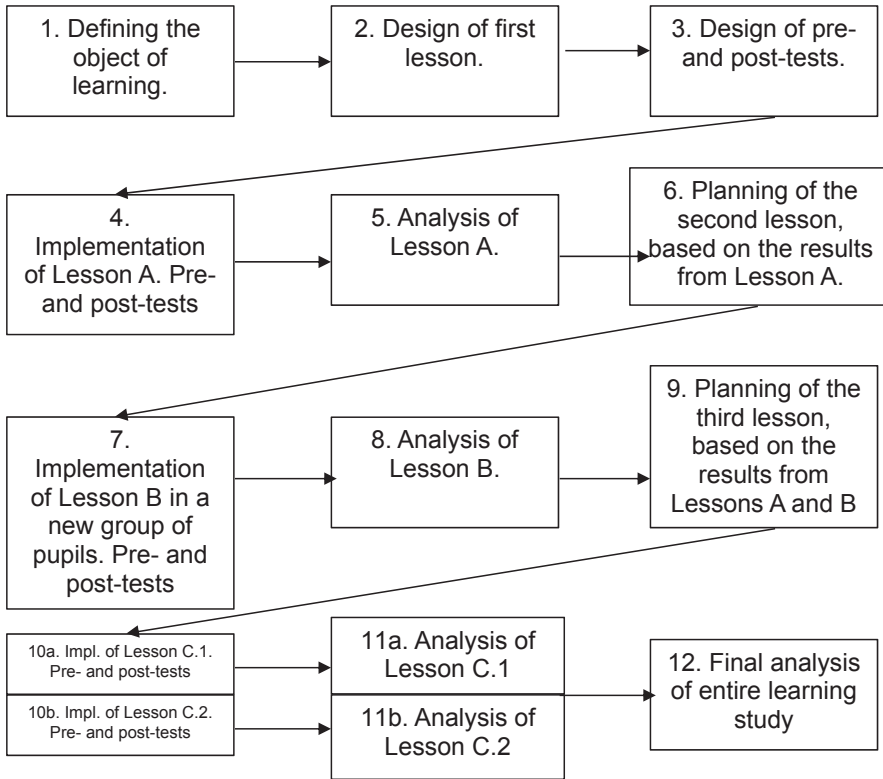 1. Defining the
object of
learning.
2. Design of first
lesson.
3. Design of pre-
and post-tests.
4.
Implementation
of Lesson A. Pre-
and post-tests
5. Analysis of
Lesson A.
6. Planning of the
second lesson,
based on the results
from Lesson A.
7.
Implementation
of Lesson B in a
new group of
pupils. Pre- and
post-tests
8. Analysis of
Lesson B.
9. Planning of the
third lesson,
based on the
results from
Lessons A and B
10a. Impl. of Lesson C.1.
Pre- and post-tests
10b. Impl. of Lesson C.2.
Pre- and post-tests
11a. Analysis of
Lesson C.1
11b. Analysis of
Lesson C.2
12. Final analysis
of entire learning
study